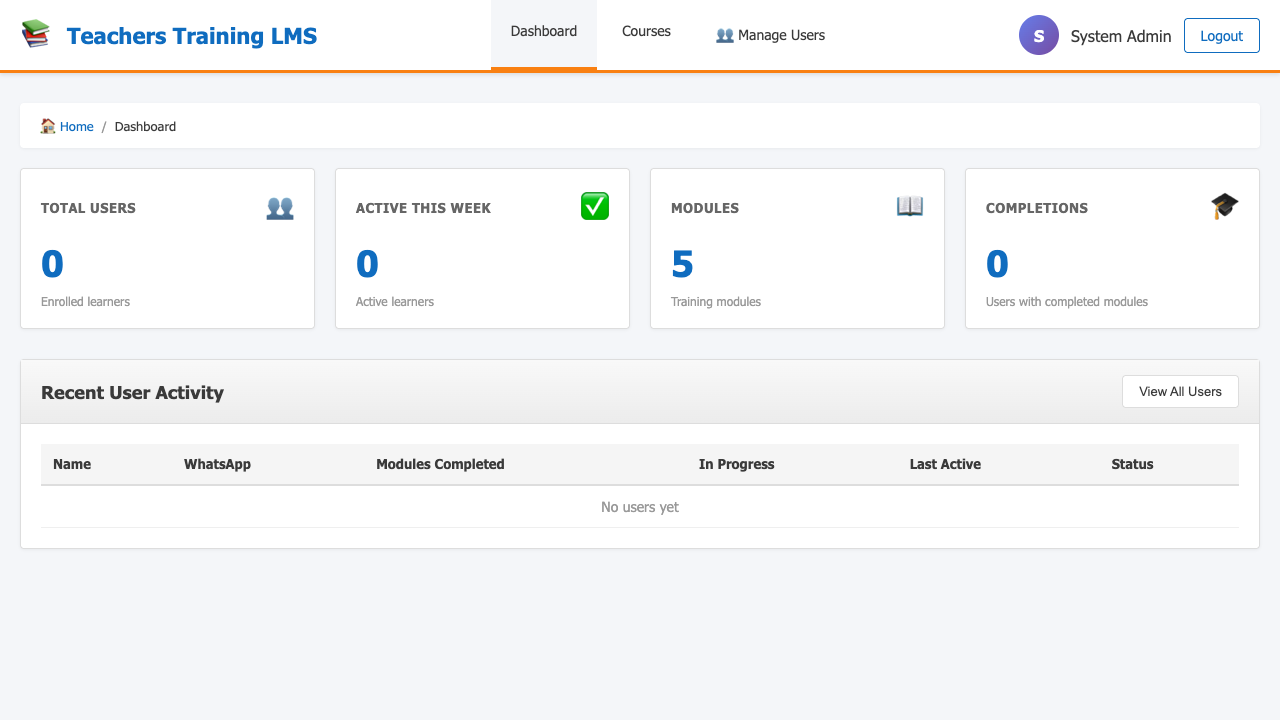 Teachers Training LMS
Dashboard
Courses
Manage Users
S
System Admin
Logout
Home / Dashboard
TOTAL USERS
0
Enrolled learners
ACTIVE THIS WEEK
0
Active learners
MODULES
5
Training modules
COMPLETIONS
0
Users with completed modules
Recent User Activity
View All Users
Name WhatsApp Modules Completed In Progress Last Active Status
No users yet